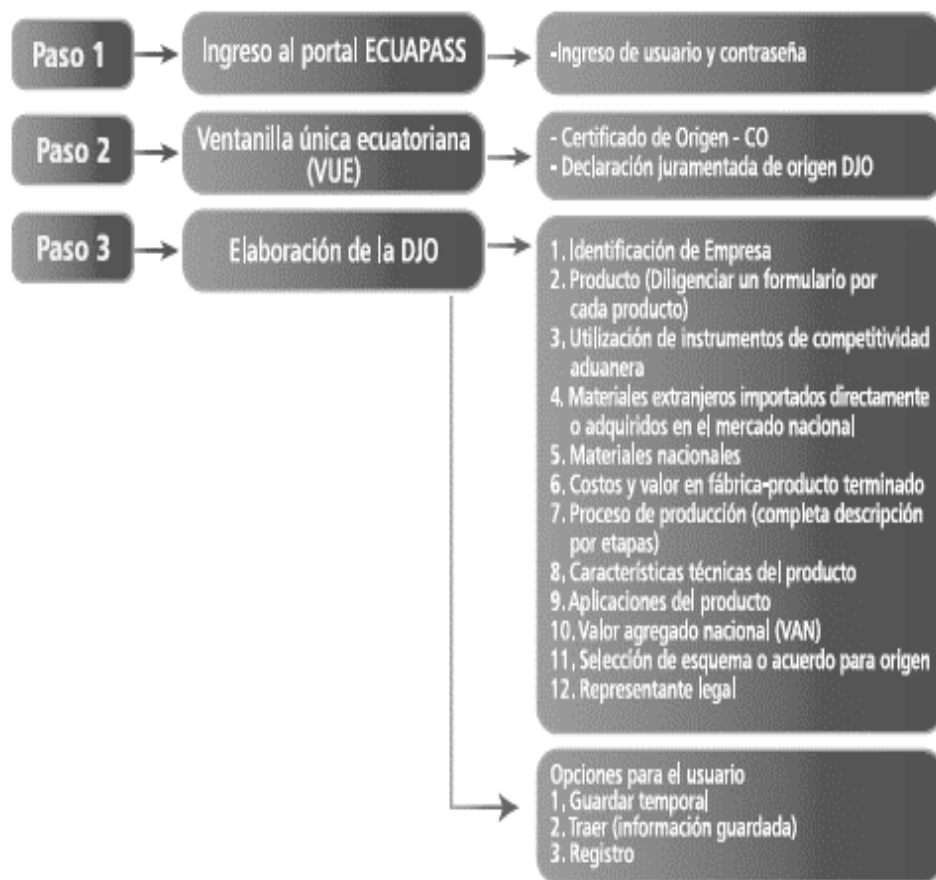 Paso 1
Ingreso al portal ECUAPASS
-Ingreso de usuario y contraseña
Paso 2
Ventanilla única ecuatoriana
(VUE)
- Certificado de Origen - CO
- Declaración juramentada de origen DJO
Paso 3
Elaboración de la DJO
1. Identificación de Empresa
2. Producto (Diligenciar un formulario por
cada producto)
3. Utilización de instrumentos de competitividad
aduanera
4. Materiales extranjeros importados directamente
o adquiridos en el mercado nacional
5. Materiales nacionales
6. Costos y valor en fábrica-producto terminado
7. Proceso de producción (completa descripción
por etapas)
8. Características técnicas del producto
9. Aplicaciones del producto
10. Valor agregado nacional (VAN)
11. Selección de esquema o acuerdo para origen
12. Representante legal
Opciones para el usuario
1. Guardar temporal
2. Traer (información guardada)
3. Registro